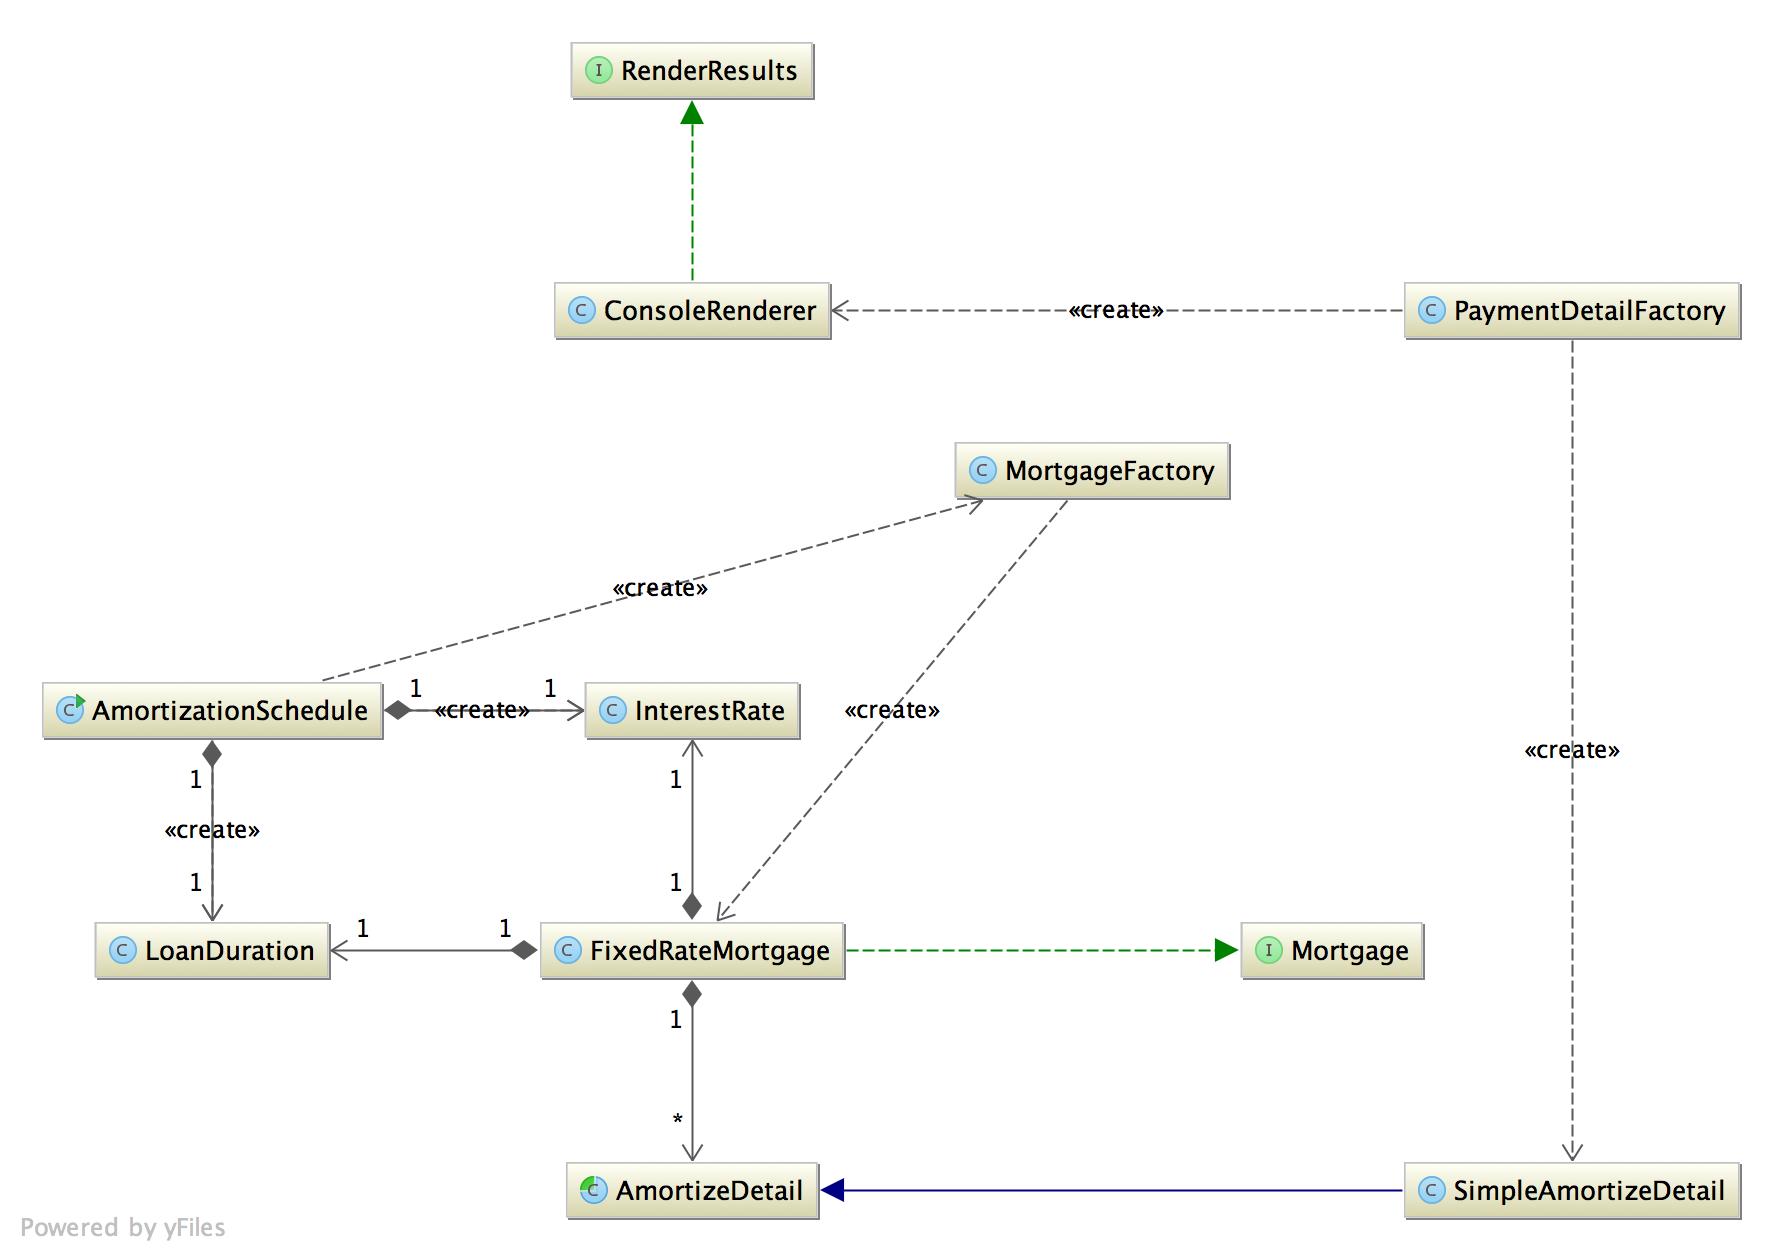 I RenderResults
C ConsoleRenderer
«create»
C PaymentDetailFactory
C MortgageFactory
«create»
C AmortizationSchedule
1
«create»
1
C InterestRate
«create»
«create»
1
«create»
1
1
1
C LoanDuration
1
1
C FixedRateMortgage
I Mortgage
1
*
C AmortizeDetail
C SimpleAmortizeDetail
Powered by yFiles